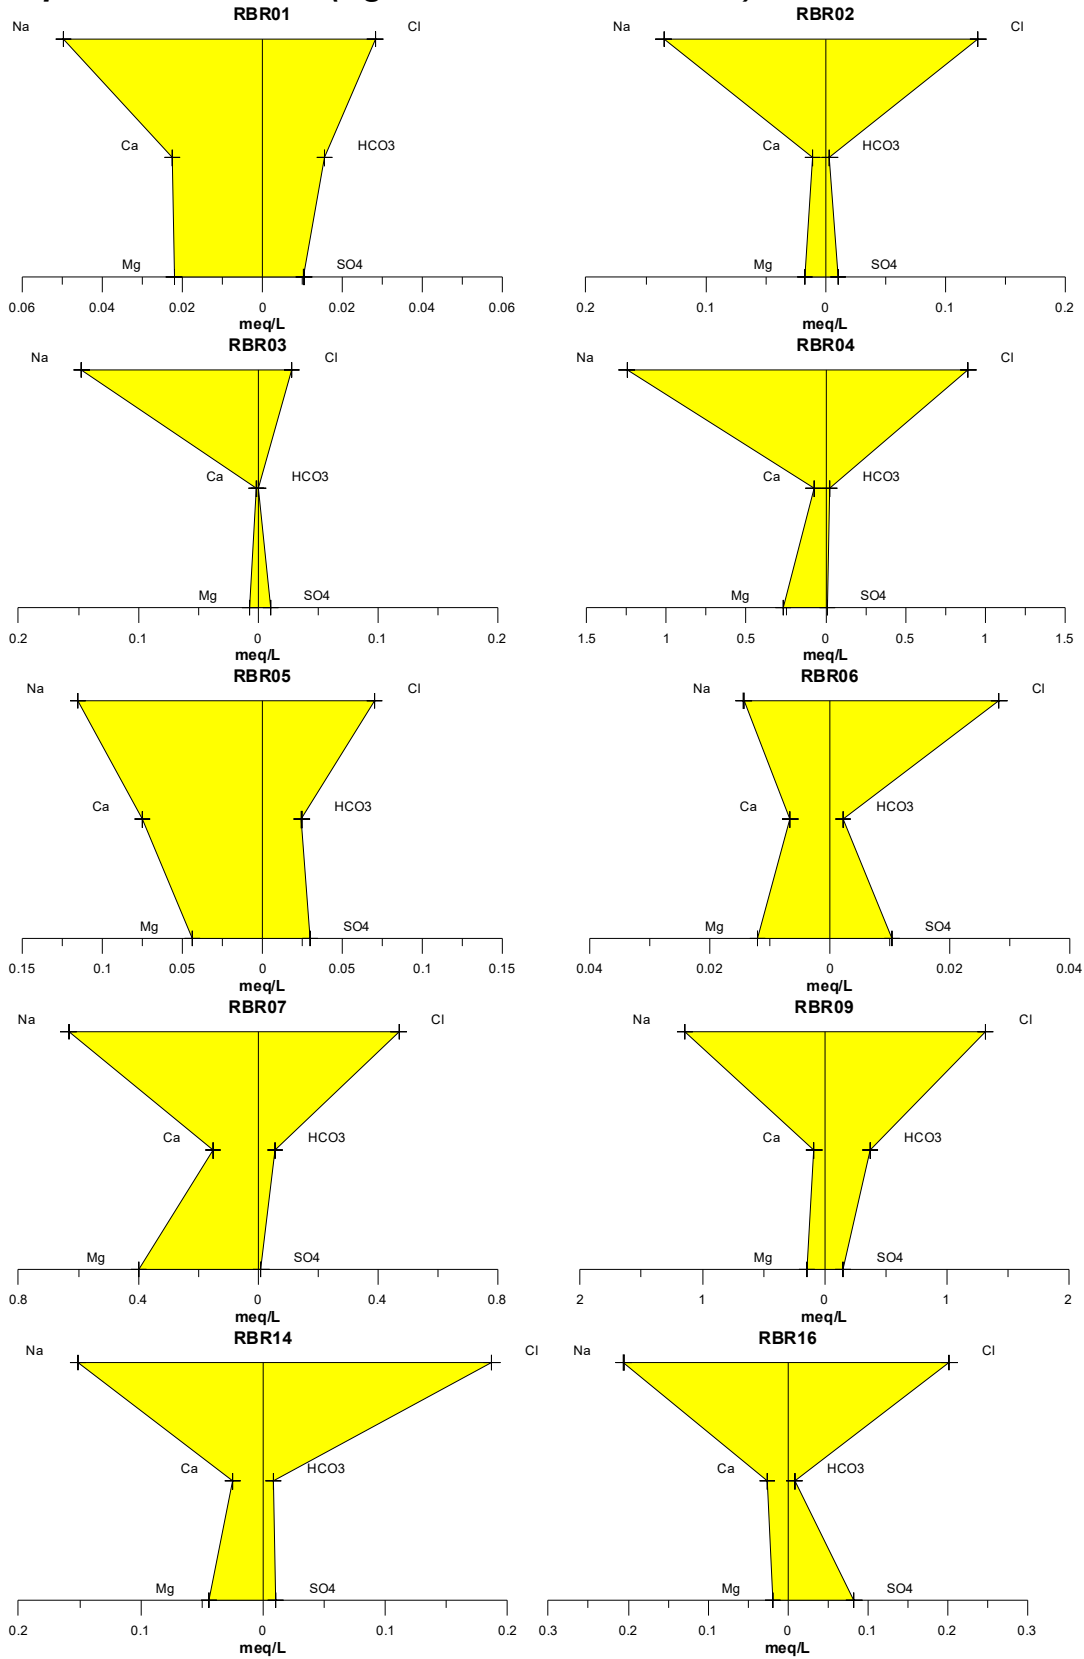 RBR01
Na Cl
Ca HCO3
Mg SO4
0.06 0.04 0.02 0 0.02 0.04 0.06
meq/L
RBR02
Na Cl
Ca HCO3
Mg SO4
0.2 0.1 0 0.1 0.2
meq/L
RBR03
Na Cl
Ca HCO3
Mg SO4
0.2 0.1 0 0.1 0.2
meq/L
RBR04
Na Cl
Ca HCO3
Mg SO4
1.5 1 0.5 0 0.5 1 1.5
meq/L
RBR05
Na Cl
Ca HCO3
Mg SO4
0.15 0.1 0.05 0 0.05 0.1 0.15
meq/L
RBR06
Na Cl
Ca HCO3
Mg SO4
0.04 0.02 0 0.02 0.04
meq/L
RBR07
Na Cl
Ca HCO3
Mg SO4
0.8 0.4 0 0.4 0.8
meq/L
RBR09
Na Cl
Ca HCO3
Mg SO4
2 1 0 1 2
meq/L
RBR14
Na Cl
Ca HCO3
Mg SO4
0.2 0.1 0 0.1 0.2
meq/L
RBR16
Na Cl
Ca HCO3
Mg SO4
0.3 0.2 0.1 0 0.1 0.2 0.3
meq/L